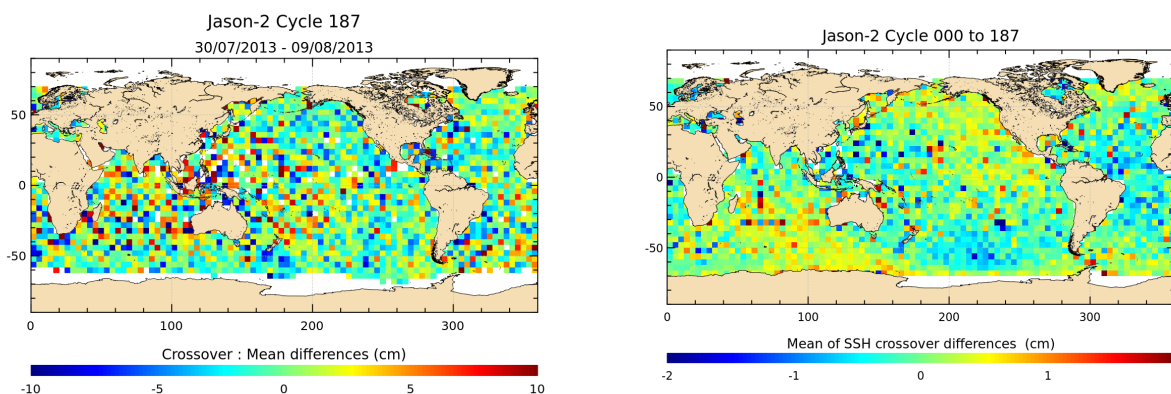 Jason-2 Cycle 187
30/07/2013 - 09/08/2013
50
0
-50
0 100 200 300
Crossover : Mean differences (cm)
-10 -5 0 5 10
Jason-2 Cycle 000 to 187
50
0
-50
0 100 200 300
Mean of SSH crossover differences (cm)
-2 -1 0 1